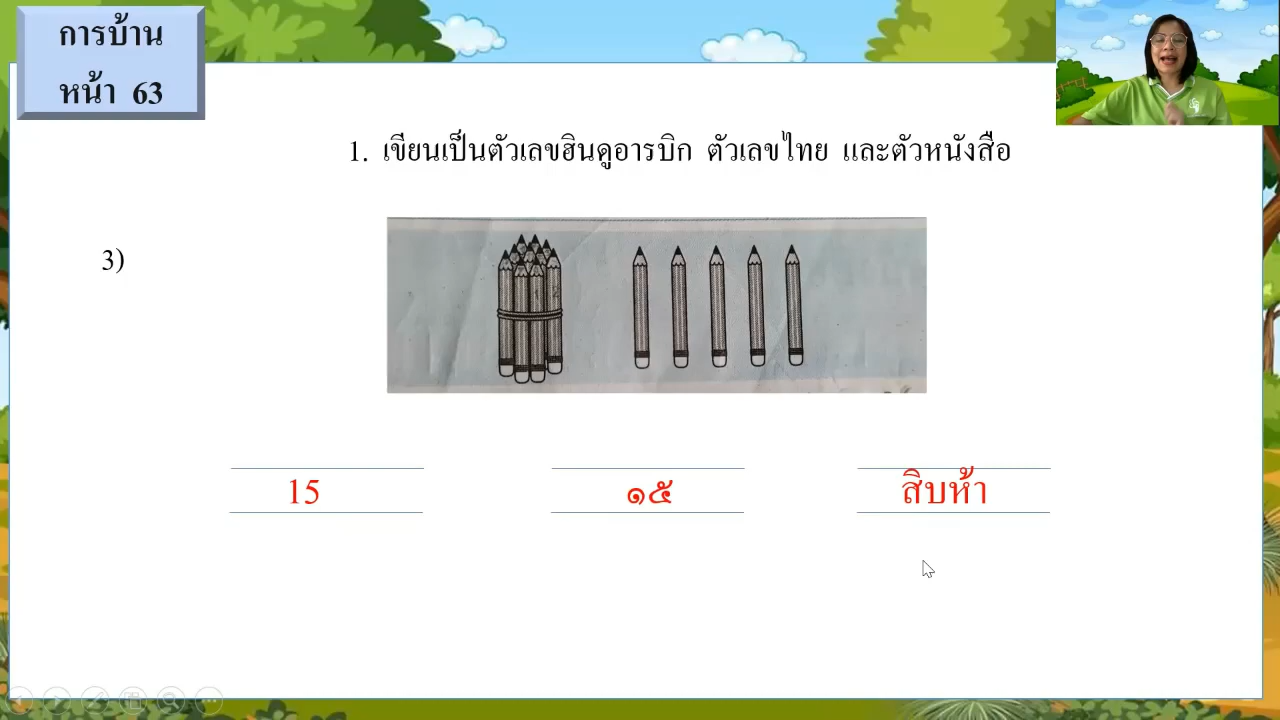 การบ้าน
หน้า 63
1. เขียนเป็นตัวเลขฮินดูอารบิก ตัวเลขไทย และตัวหนังสือ
3)
15 ๑๕ สิบห้า